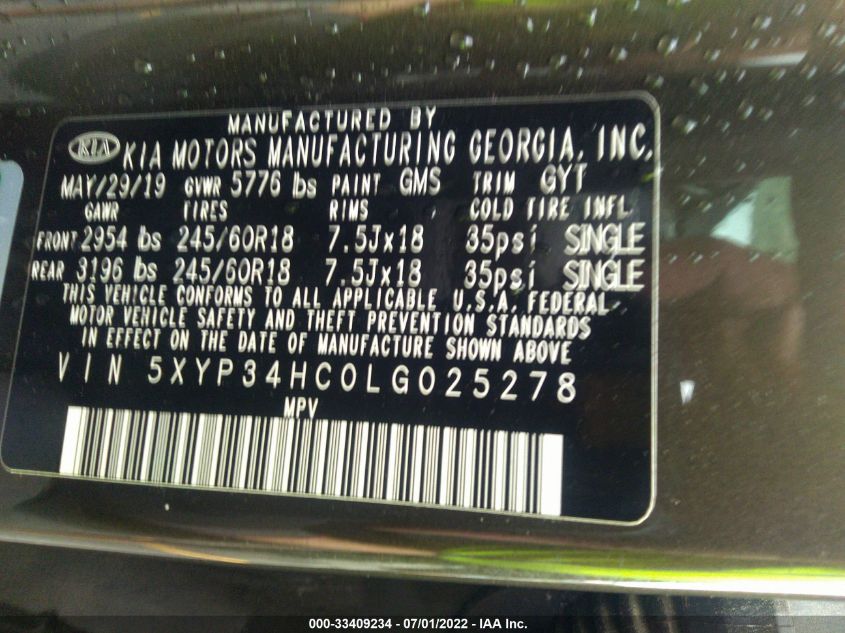 MANUFACTURED BY
KIA KIA MOTORS MANUFACTURING GEORGIA, INC.
MAY/29/19 GVWR 5776 lbs PAINT GMS TRIM GYT
GAWR TIRES RIMS COLD TIRE INFL
FRONT 2954 lbs 245/60R18 7.5Jx18 35psi SINGLE
REAR 3196 lbs 245/60R18 7.5Jx18 35psi SINGLE
THIS VEHICLE CONFORMS TO ALL APPLICABLE U.S.A. FEDERAL
MOTOR VEHICLE SAFETY AND THEFT PREVENTION STANDARDS
IN EFFECT ON THE DATE OF MANUFACTURE SHOWN ABOVE
VIN 5XYP34HC0LG025278
MPV
000-33409234 - 07/01/2022 - IAA Inc.